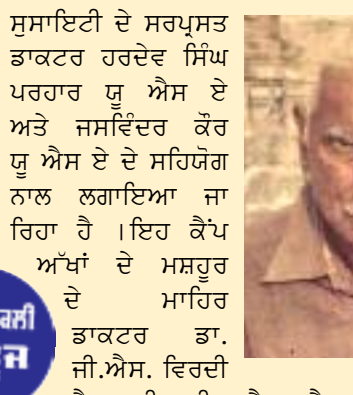 ਸੁਸਾਇਟੀ ਦੇ ਸਰਪ੍ਰਸਤ
ਡਾਕਟਰ ਹਰਦੇਵ ਸਿੰਘ
ਪਰਹਾਰ ਯੂ ਐਸ ਏ
ਅਤੇ ਜਸਵਿੰਦਰ ਕੌਰ
ਯੂ ਐਸ ਏ ਦੇ ਸਹਿਯੋਗ
ਨਾਲ ਲਗਾਇਆ ਜਾ
ਰਿਹਾ ਹੈ ।ਇਹ ਕੈਂਪ
ਅੱਖਾਂ ਦੇ ਮਸ਼ਹੂਰ
ਦੇ ਮਾਹਿਰ
ਡਾਕਟਰ ਡਾ.
ਜੀ.ਐਸ. ਵਿਰਦੀ